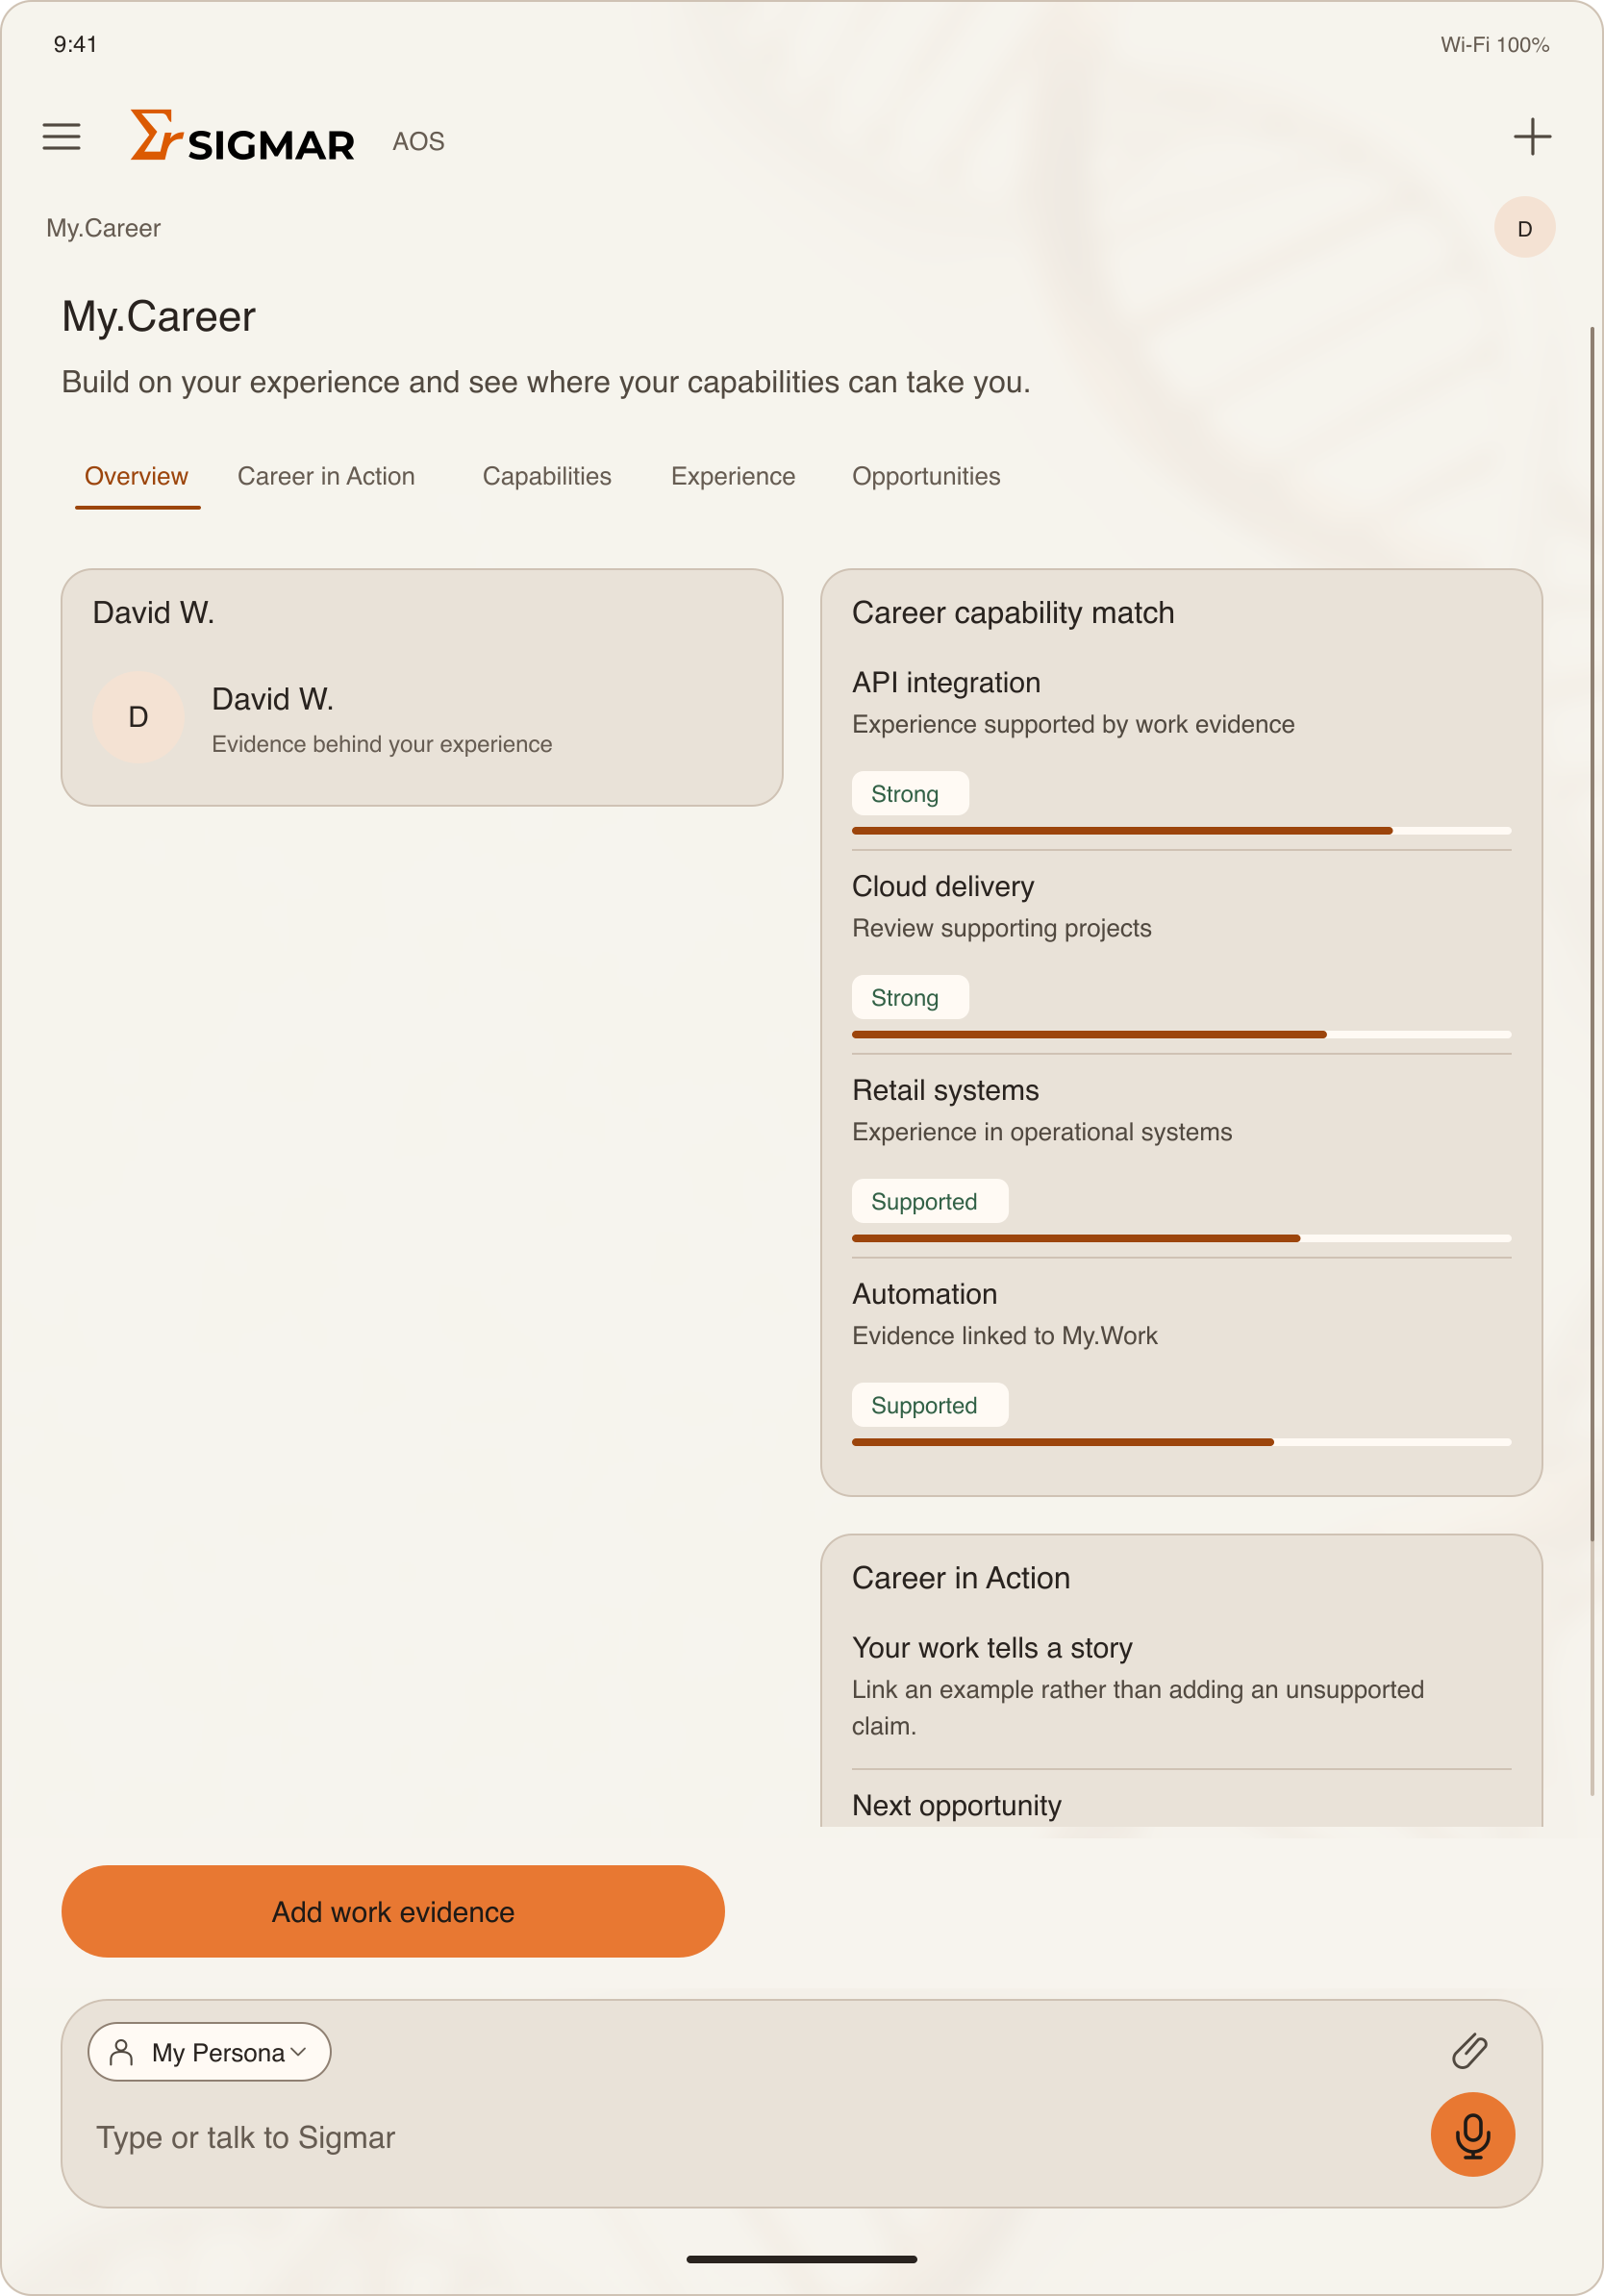 9:41
Wi-Fi 100%
Σr SIGMAR AOS
My.Career
D
My.Career
Build on your experience and see where your capabilities can take you.
Overview
Career in Action
Capabilities
Experience
Opportunities
David W.
D
David W.
Evidence behind your experience
Career capability match
API integration
Experience supported by work evidence
Strong
Cloud delivery
Review supporting projects
Strong
Retail systems
Experience in operational systems
Supported
Automation
Evidence linked to My.Work
Supported
Career in Action
Your work tells a story
Link an example rather than adding an unsupported
claim.
Next opportunity
Add work evidence
My Persona
Type or talk to Sigmar